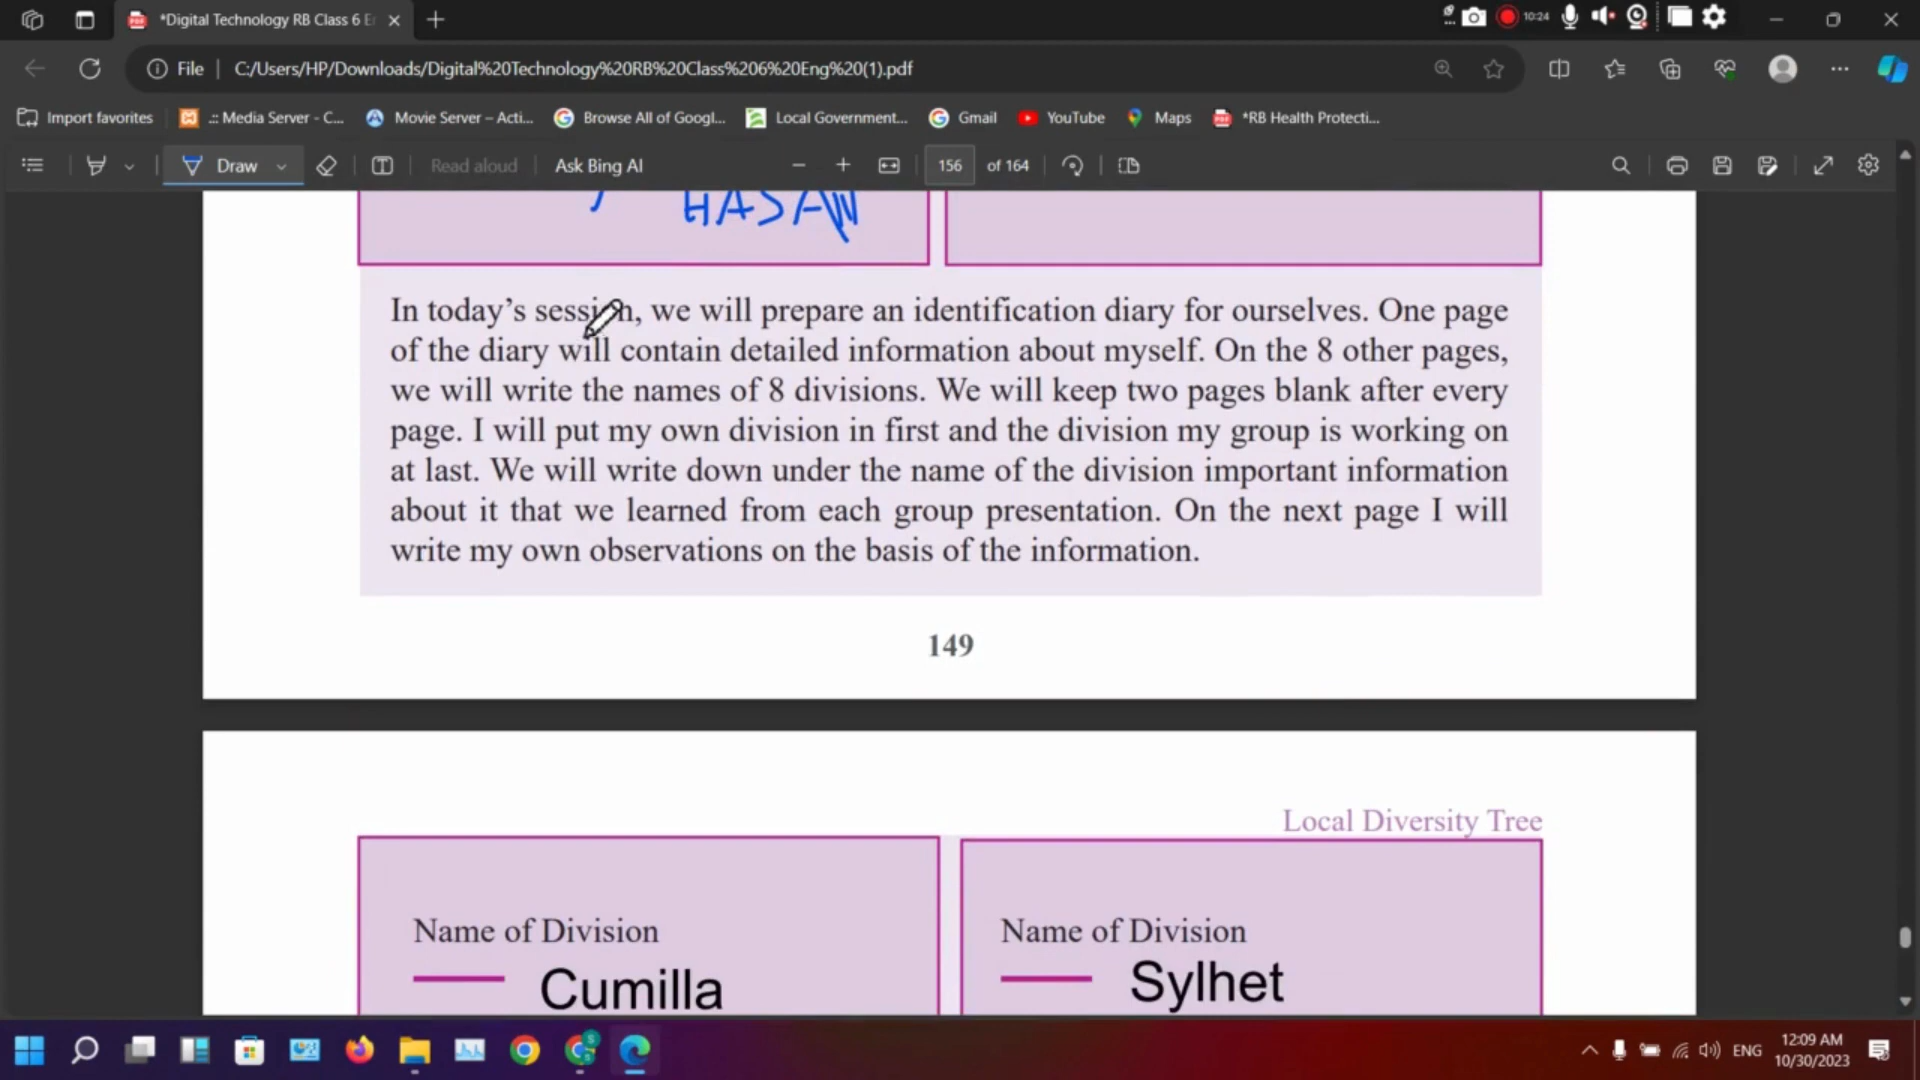 *Digital Technology RB Class 6 E
10:24
File
C:/Users/HP/Downloads/Digital%20Technology%20RB%20Class%206%20Eng%20(1).pdf
Import favorites
.:: Media Server - C...
Movie Server – Acti...
Browse All of Googl...
Local Government...
Gmail
YouTube
Maps
*RB Health Protecti...
Draw
Read aloud
Ask Bing AI
156
of 164
HASAN
In today's session, we will prepare an identification diary for ourselves. One page
of the diary will contain detailed information about myself. On the 8 other pages,
we will write the names of 8 divisions. We will keep two pages blank after every
page. I will put my own division in first and the division my group is working on
at last. We will write down under the name of the division important information
about it that we learned from each group presentation. On the next page I will
write my own observations on the basis of the information.
149
Local Diversity Tree
Name of Division
Cumilla
Name of Division
Sylhet
ENG
12:09 AM
10/30/2023